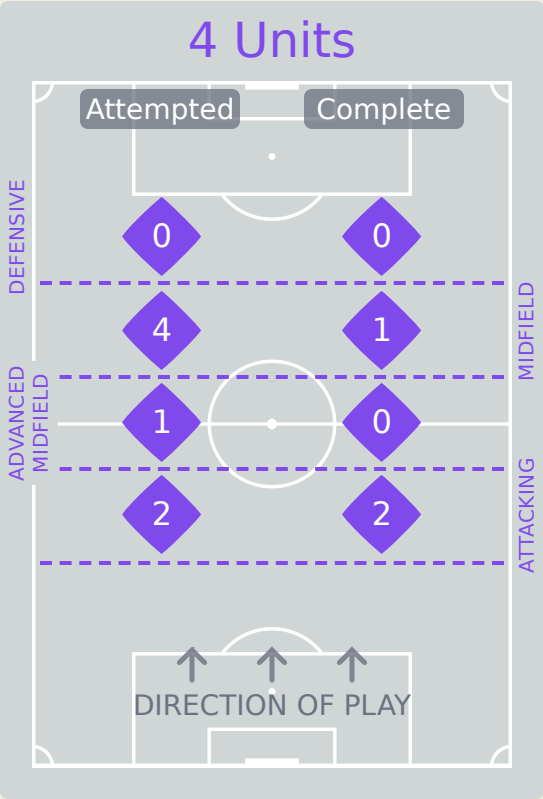 4 Units
Attempted Complete
DEFENSIVE
0 0
MIDFIELD
4 1
ADVANCED
MIDFIELD
1 0
ATTACKING
2 2
DIRECTION OF PLAY